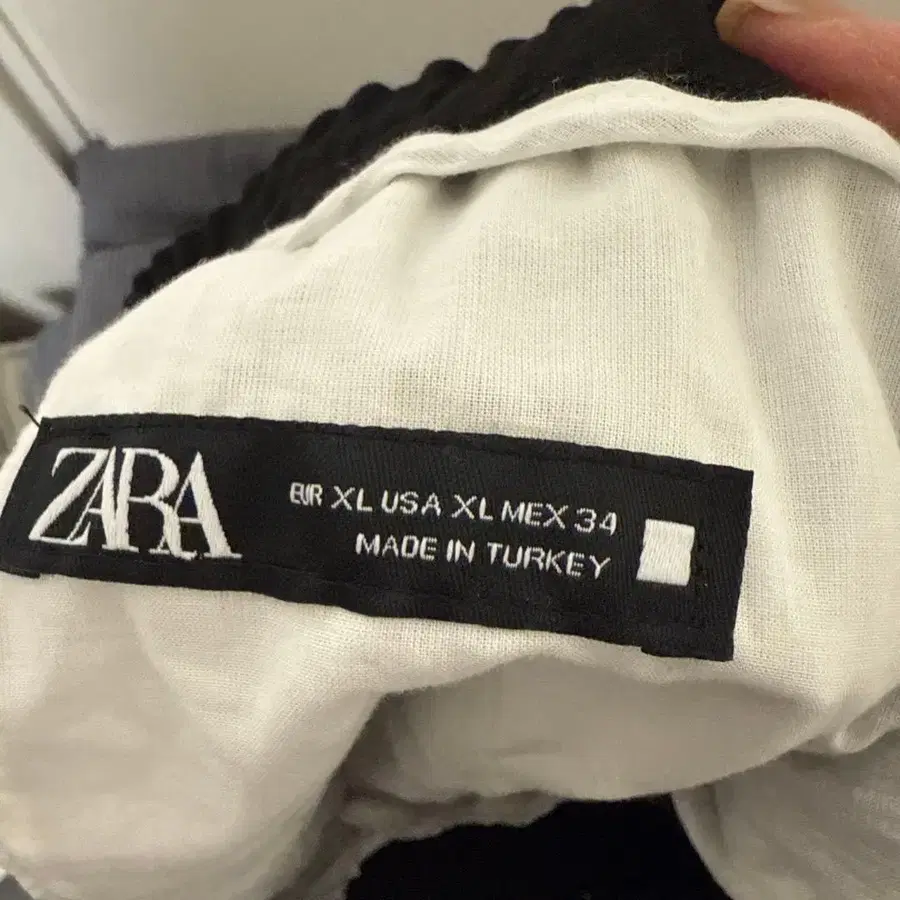 ZARA
EUR XL USA XL MEX 34
MADE IN TURKEY